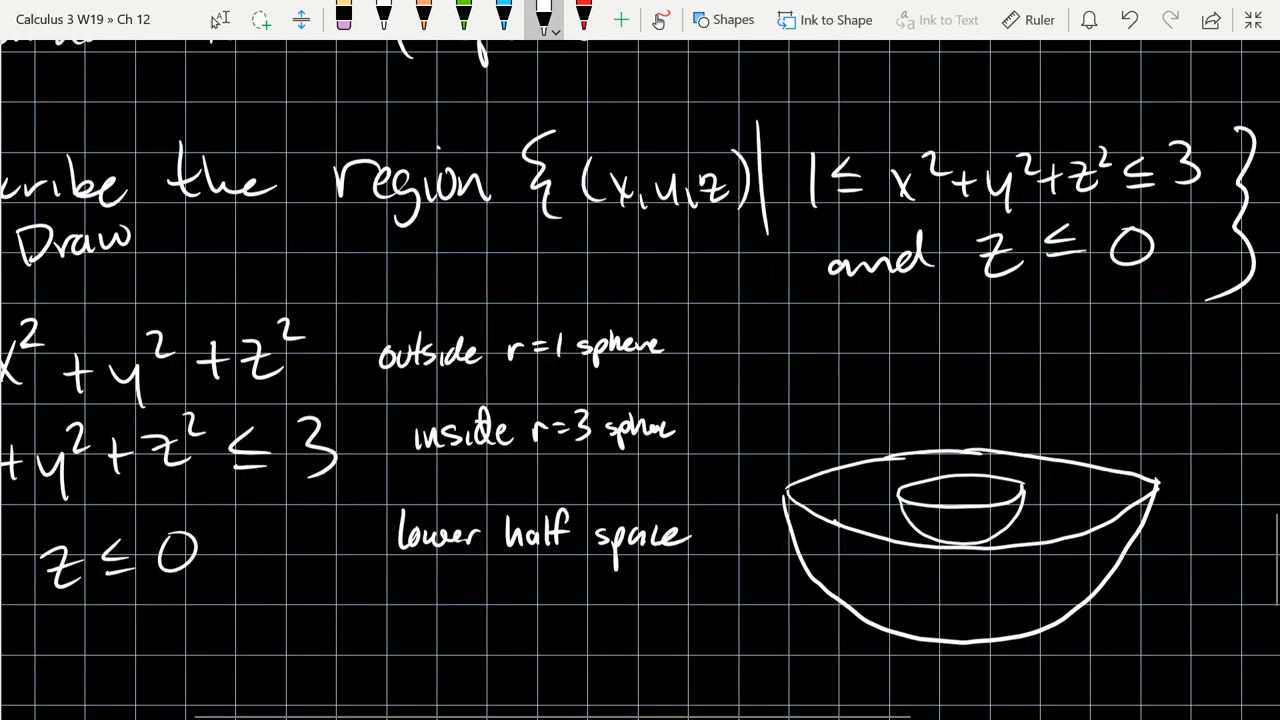 Calculus 3 W19 » Ch 12
Shapes
Ink to Shape
Ink to Text
Ruler
cribe the region {(x,y,z)| 1≤ x²+y²+z² ≤ 3
Draw
and z ≤ 0 }
x² + y² + z² outside r=1 sphere
+ y² + z² ≤ 3 inside r=3 sphere
z ≤ 0 lower half space